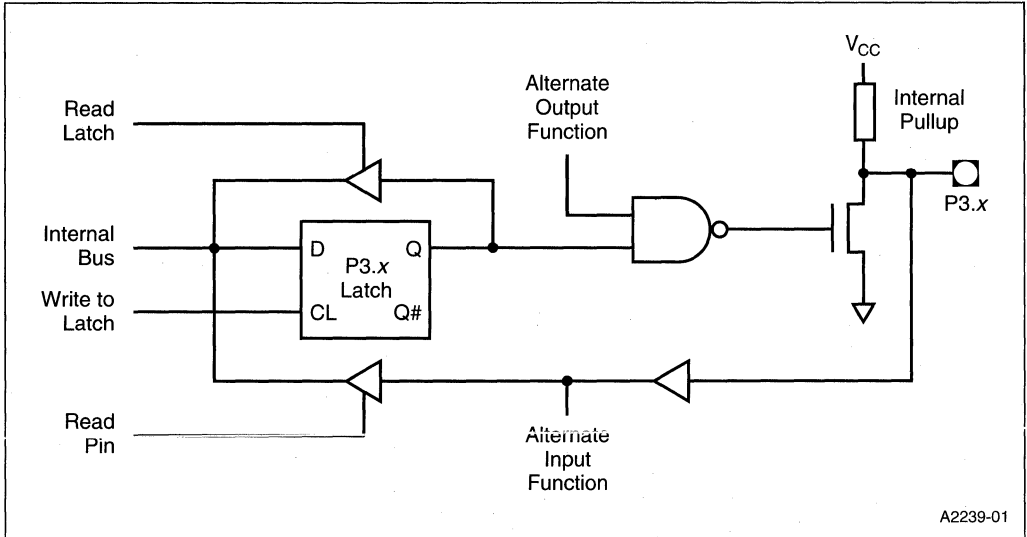 Read
Latch
Internal
Bus
Write to
Latch
Read
Pin
D
Q
P3.x
Latch
CL
Q#
Alternate
Output
Function
Alternate
Input
Function
VCC
Internal
Pullup
P3.x
A2239-01